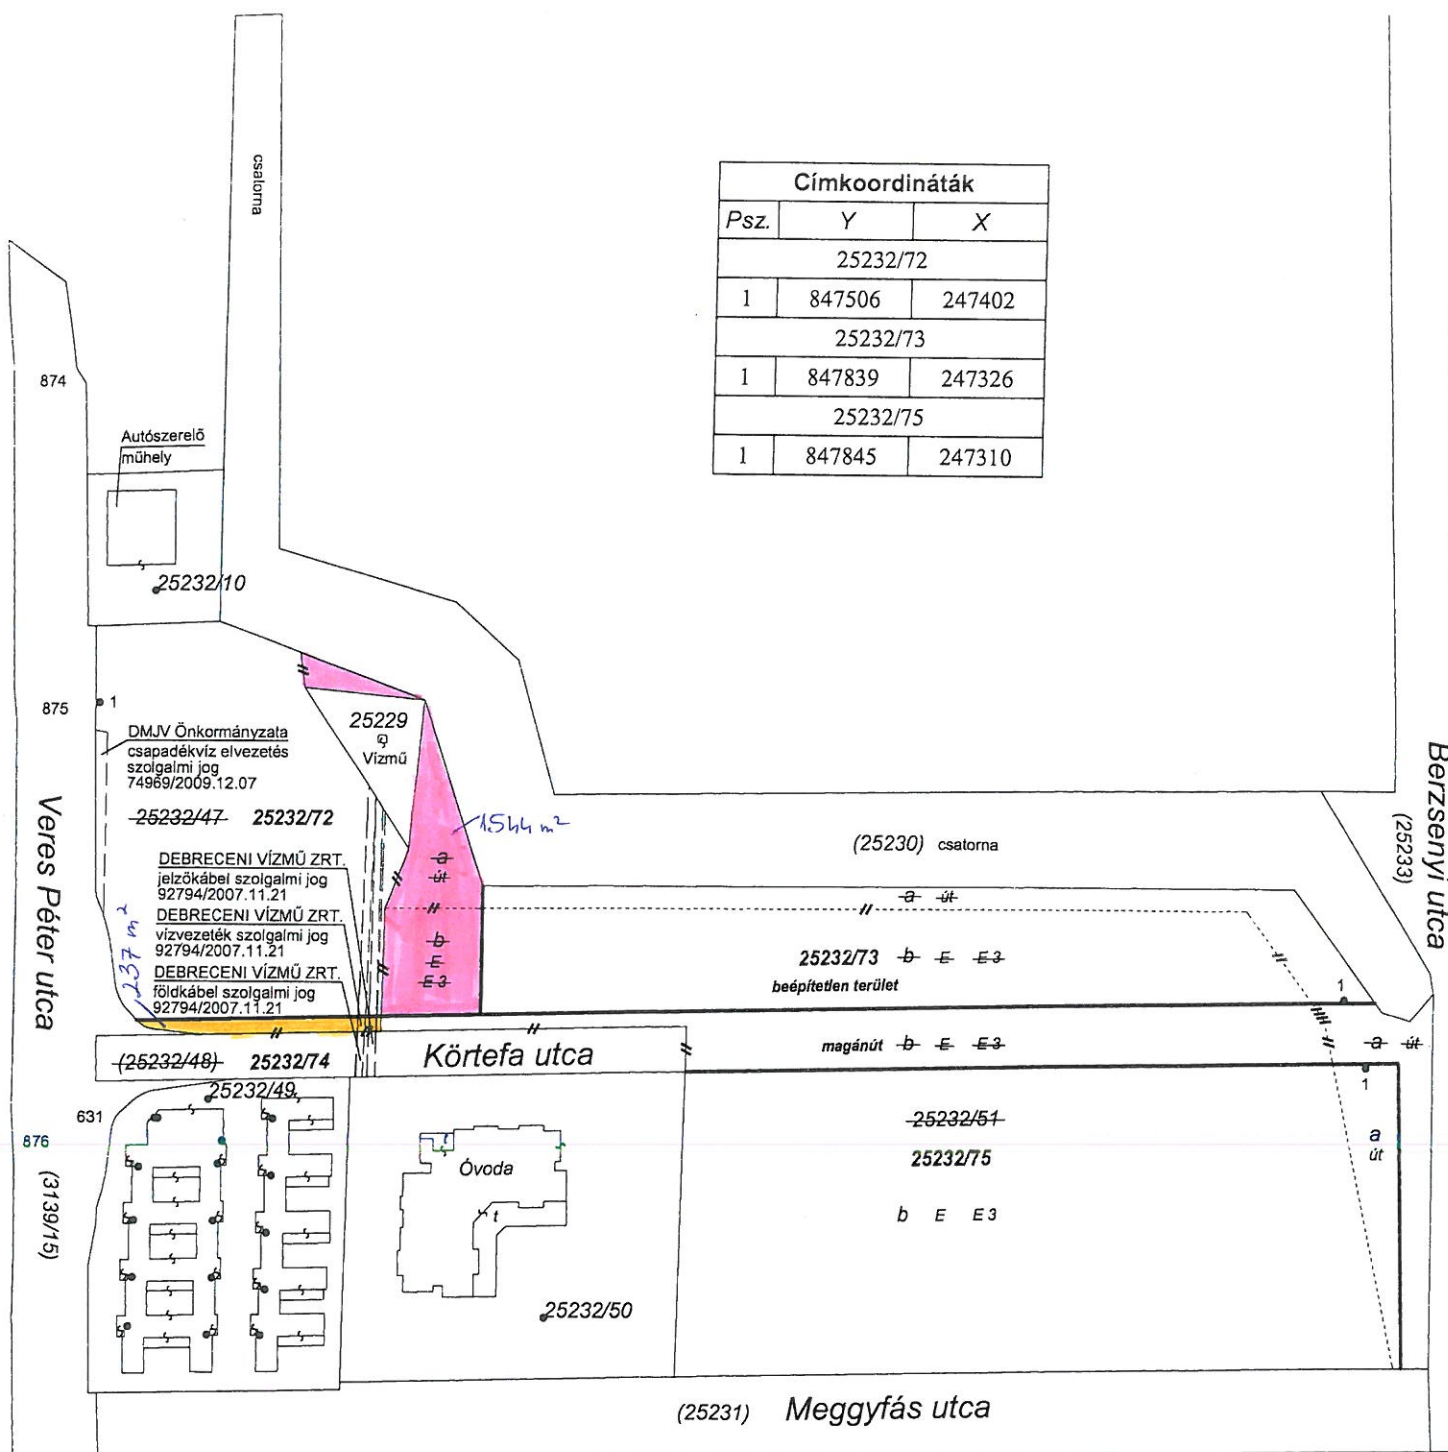 csatorna
Címkoordináták
Psz. Y X
25232/72
1 847506 247402
25232/73
1 847839 247326
25232/75
1 847845 247310
874
Autószerelő
műhely
25232/10
875
1
DMJV Önkormányzata
csapadékvíz elvezetés
szolgalmi jog
74969/2009.12.07
25232/47 25232/72
25229
Vízmű
1544 m²
Veres Péter utca
237 m²
DEBRECENI VÍZMŰ ZRT.
jelzőkábel szolgalmi jog
92794/2007.11.21
DEBRECENI VÍZMŰ ZRT.
vízvezeték szolgalmi jog
92794/2007.11.21
DEBRECENI VÍZMŰ ZRT.
földkábel szolgalmi jog
92794/2007.11.21
a
út
b
E
E3
(25230) csatorna
Berzsenyi utca
(25233)
a út
25232/73 b E E3
beépítetlen terület
1
(25232/48) 25232/74
Körtefa utca
magánút b E E3
a út
1
25232/49
631
876
(3139/15)
Óvoda
t
t
25232/50
25232/51
25232/75
b E E3
a
út
(25231) Meggyfás utca